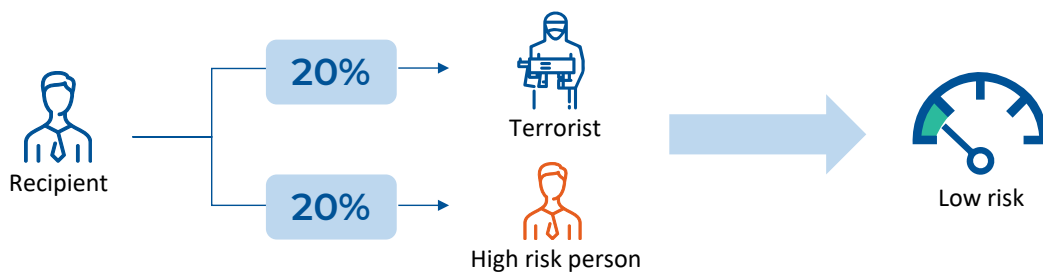 20%
Terrorist
Recipient
20%
High risk person
Low risk